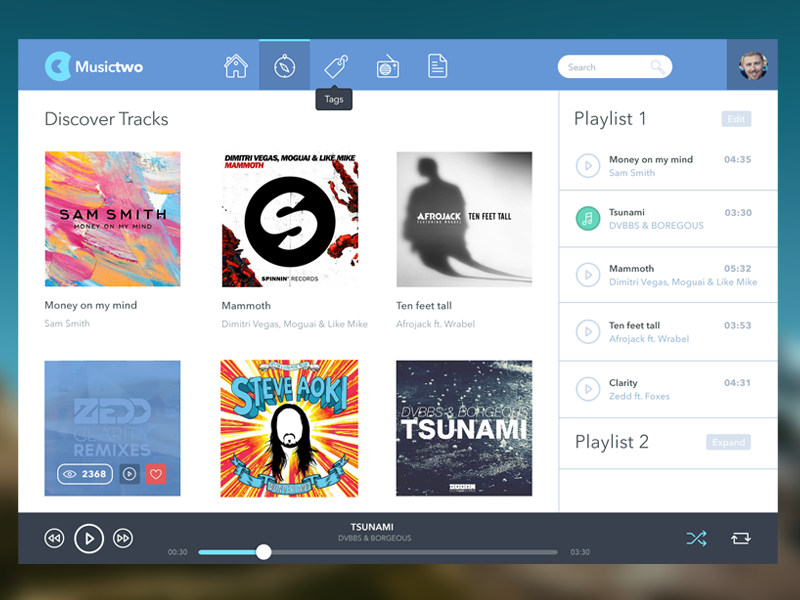 Musictwo
Search
Tags
Discover Tracks
SAM SMITH
MONEY ON MY MIND
Money on my mind
Sam Smith
DIMITRI VEGAS, MOGUAI & LIKE MIKE
MAMMOTH
SPINNIN' RECORDS
Mammoth
Dimitri Vegas, Moguai & Like Mike
AFROJACK
FEATURING WRABEL
TEN FEET TALL
Ten feet tall
Afrojack ft. Wrabel
ZEDD
CLARITY
REMIXES
2368
STEVE AOKI
DVBBS & BORGEOUS
TSUNAMI
Playlist 1
Edit
Money on my mind
04:35
Sam Smith
Tsunami
03:30
DVBBS & BOREGOUS
Mammoth
05:32
Dimitri Vegas, Moguai & Like Mike
Ten feet tall
03:53
Afrojack ft. Wrabel
Clarity
04:31
Zedd ft. Foxes
Playlist 2
Expand
TSUNAMI
DVBBS & BORGEOUS
00:30
03:30